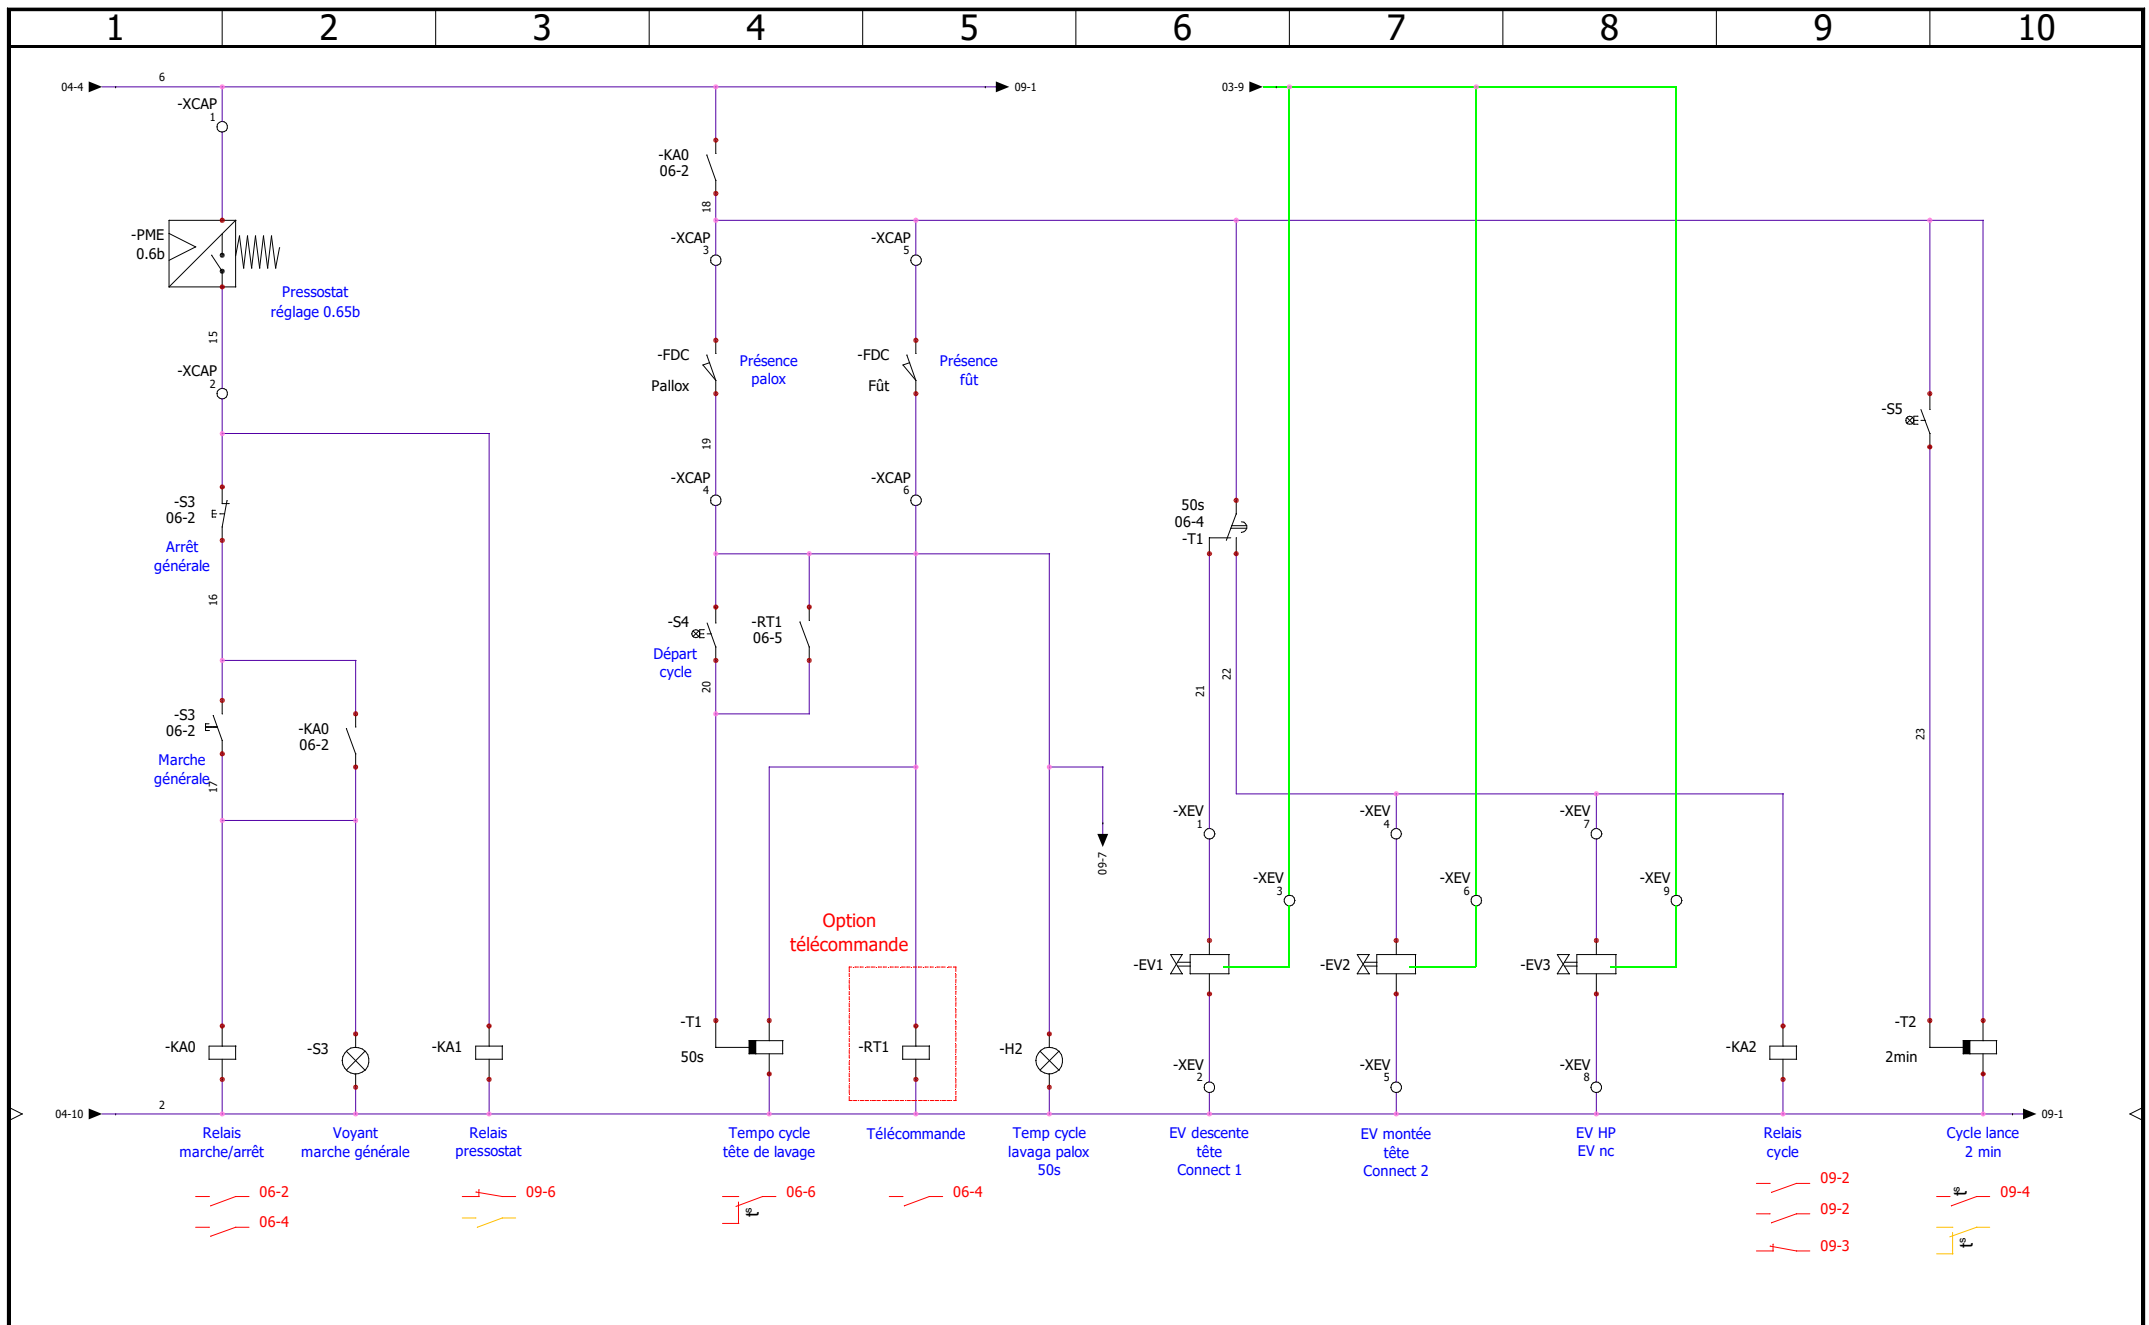 1 2 3 4 5 6 7 8 9 10
04-4
6
09-1
03-9
-XCAP
1
-KA0
06-2
18
-PME
0.6b
Pressostat
réglage 0.65b
-XCAP
3
-XCAP
5
15
-XCAP
2
-FDC
Pallox
Présence
palox
-FDC
Fût
Présence
fût
-S5
19
-XCAP
4
-XCAP
6
-S3
06-2
Arrêt
générale
50s
06-4
-T1
16
-S4
Départ
cycle
-RT1
06-5
20
21
22
23
-S3
06-2
Marche
générale
17
-KA0
06-2
-XEV
1
-XEV
4
-XEV
7
09-7
-XEV
3
-XEV
6
-XEV
9
Option
télécommande
-EV1
-EV2
-EV3
-KA0
-S3
-KA1
-T1
50s
-RT1
-H2
-XEV
2
-XEV
5
-XEV
8
-KA2
-T2
2min
04-10
2
09-1
Relais
marche/arrêt
Voyant
marche générale
Relais
pressostat
Tempo cycle
tête de lavage
Télécommande
Temp cycle
lavaga palox
50s
EV descente
tête
Connect 1
EV montée
tête
Connect 2
EV HP
EV nc
Relais
cycle
Cycle lance
2 min
06-2
06-4
09-6
06-6
ts
06-4
09-2
09-2
09-3
ts
09-4
ts